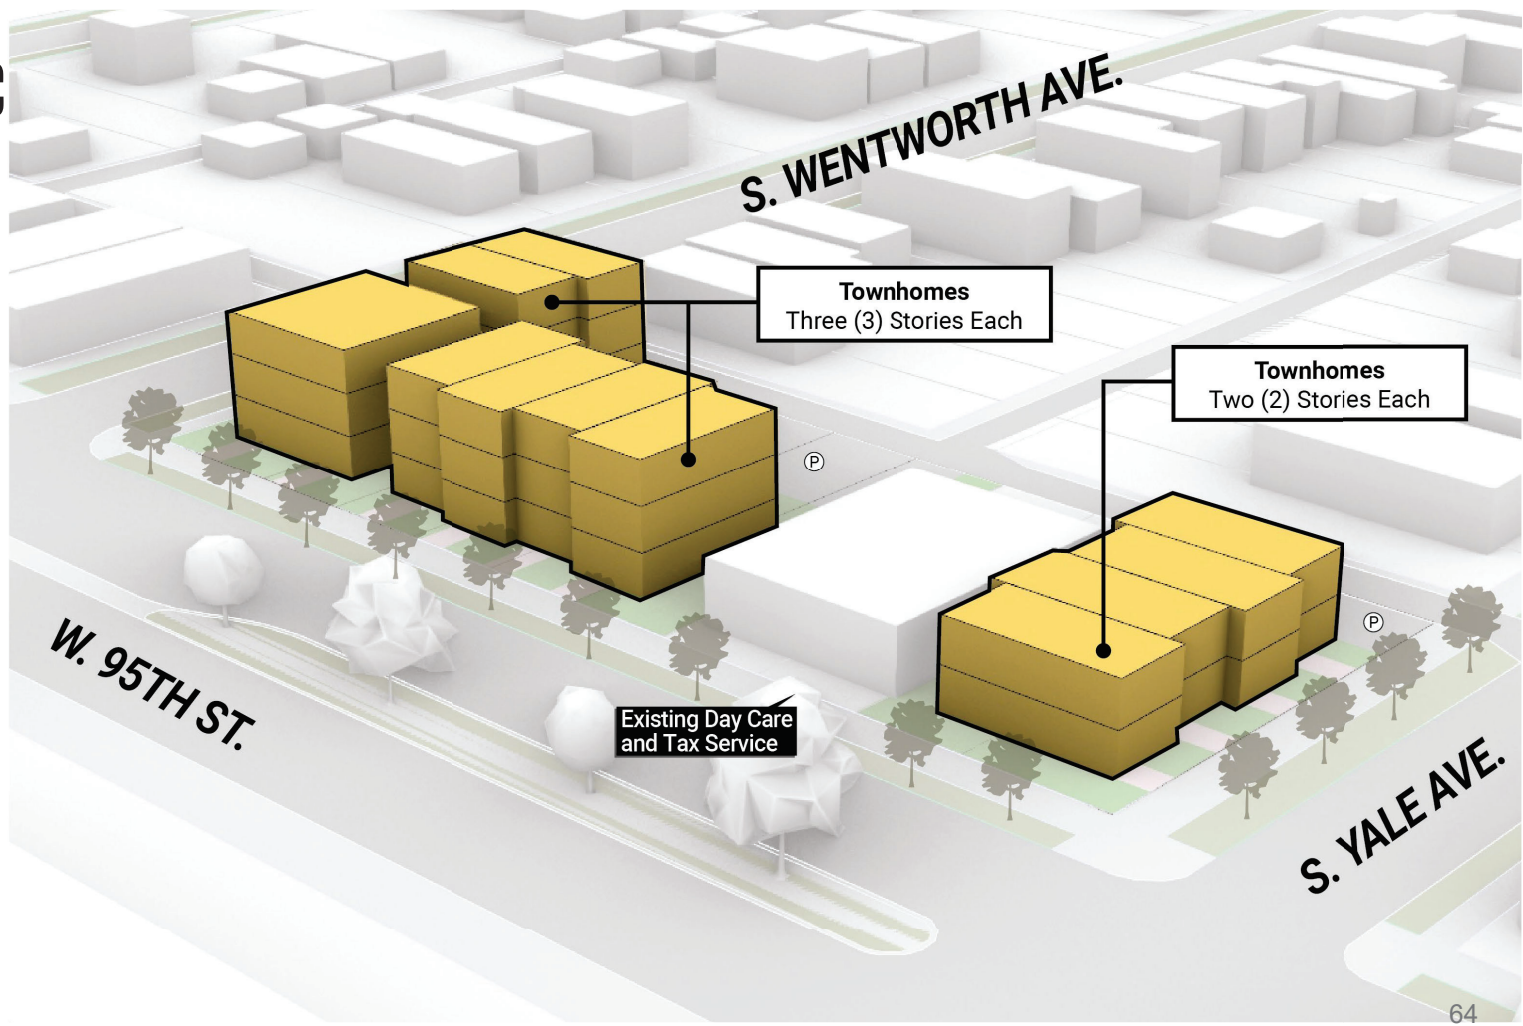 S. WENTWORTH AVE.
Townhomes
Three (3) Stories Each
Townhomes
Two (2) Stories Each
P
P
W. 95TH ST.
Existing Day Care
and Tax Service
S. YALE AVE.
64